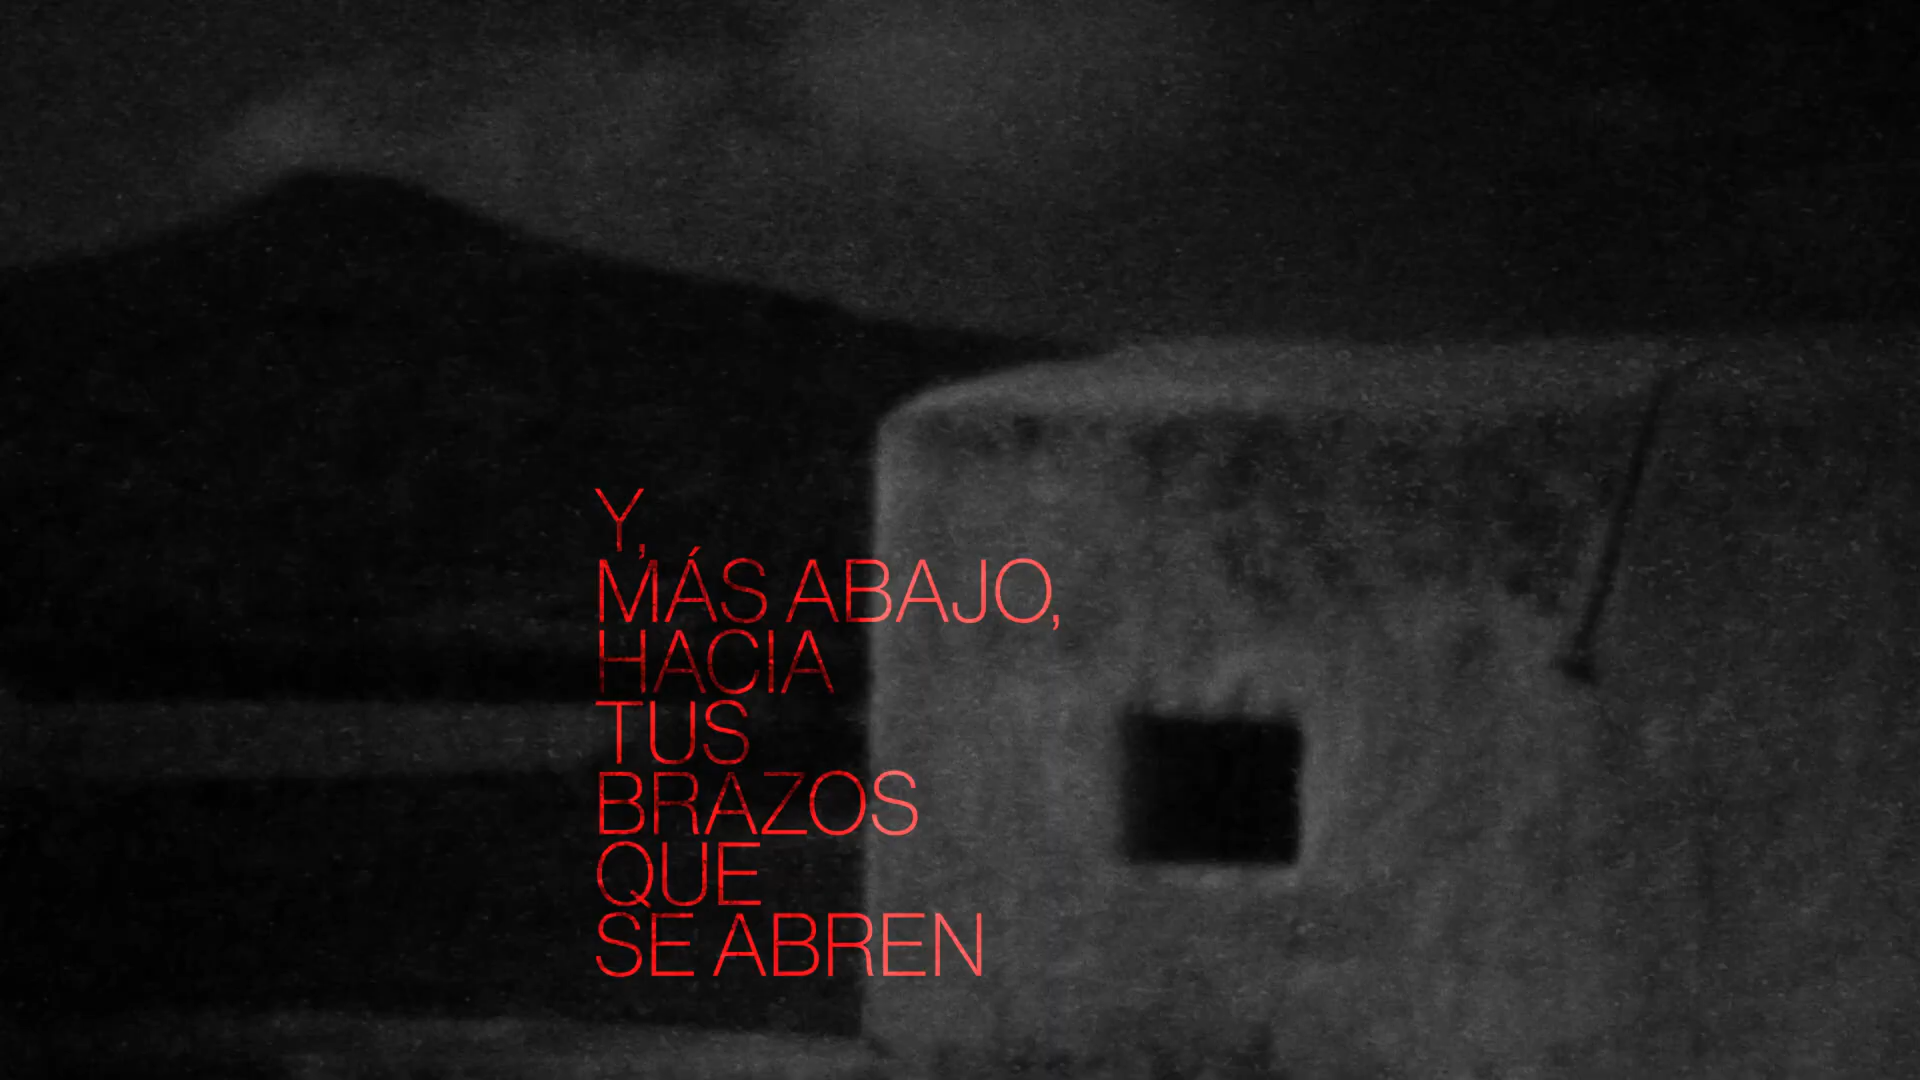 Y,
MÁS ABAJO,
HACIA
TUS
BRAZOS
QUE
SE ABREN